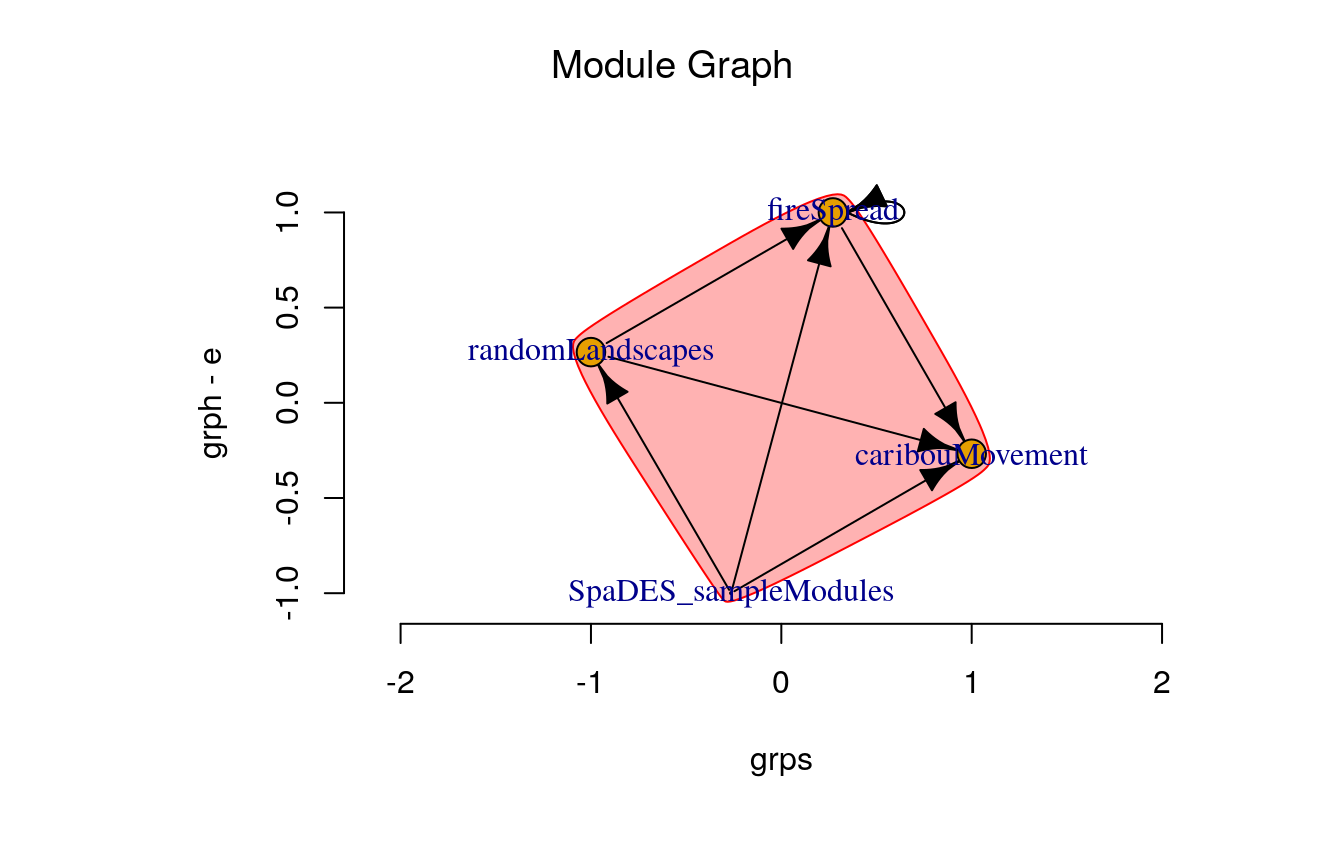 Module Graph
grph - e
1.0
0.5
0.0
-0.5
-1.0
fireSpread
randomLandscapes
caribouMovement
SpaDES_sampleModules
-2 -1 0 1 2
grps